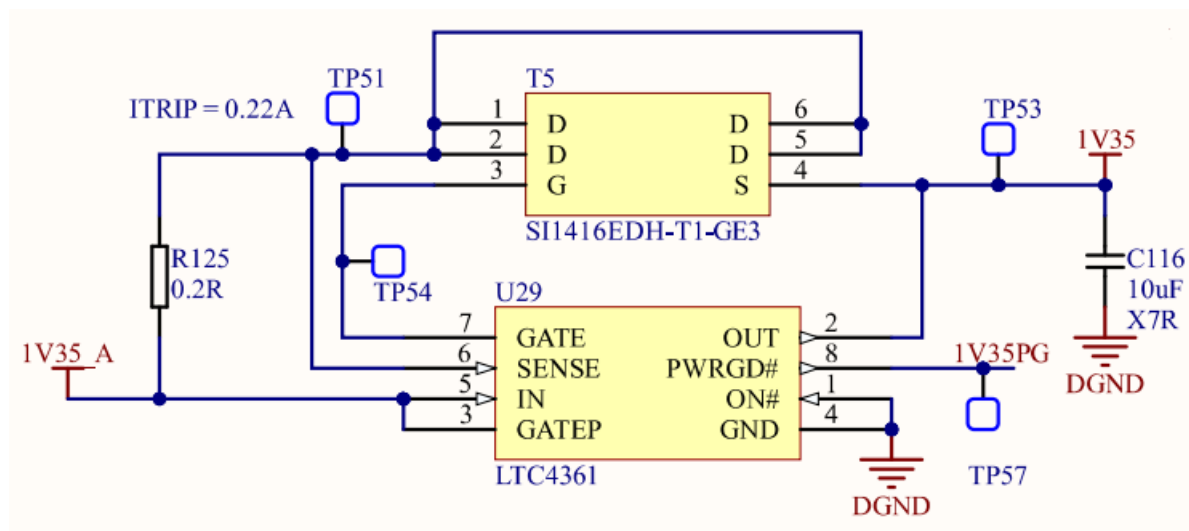 TP51
T5
ITRIP = 0.22A
1
D
D
6
TP53
2
D
D
5
1V35
3
G
S
4
SI1416EDH-T1-GE3
R125
0.2R
TP54
U29
C116
10uF
X7R
7
GATE
OUT
2
1V35_A
6
SENSE
PWRGD#
8
1V35PG
5
IN
ON#
1
DGND
3
GATEP
GND
4
LTC4361
DGND
TP57